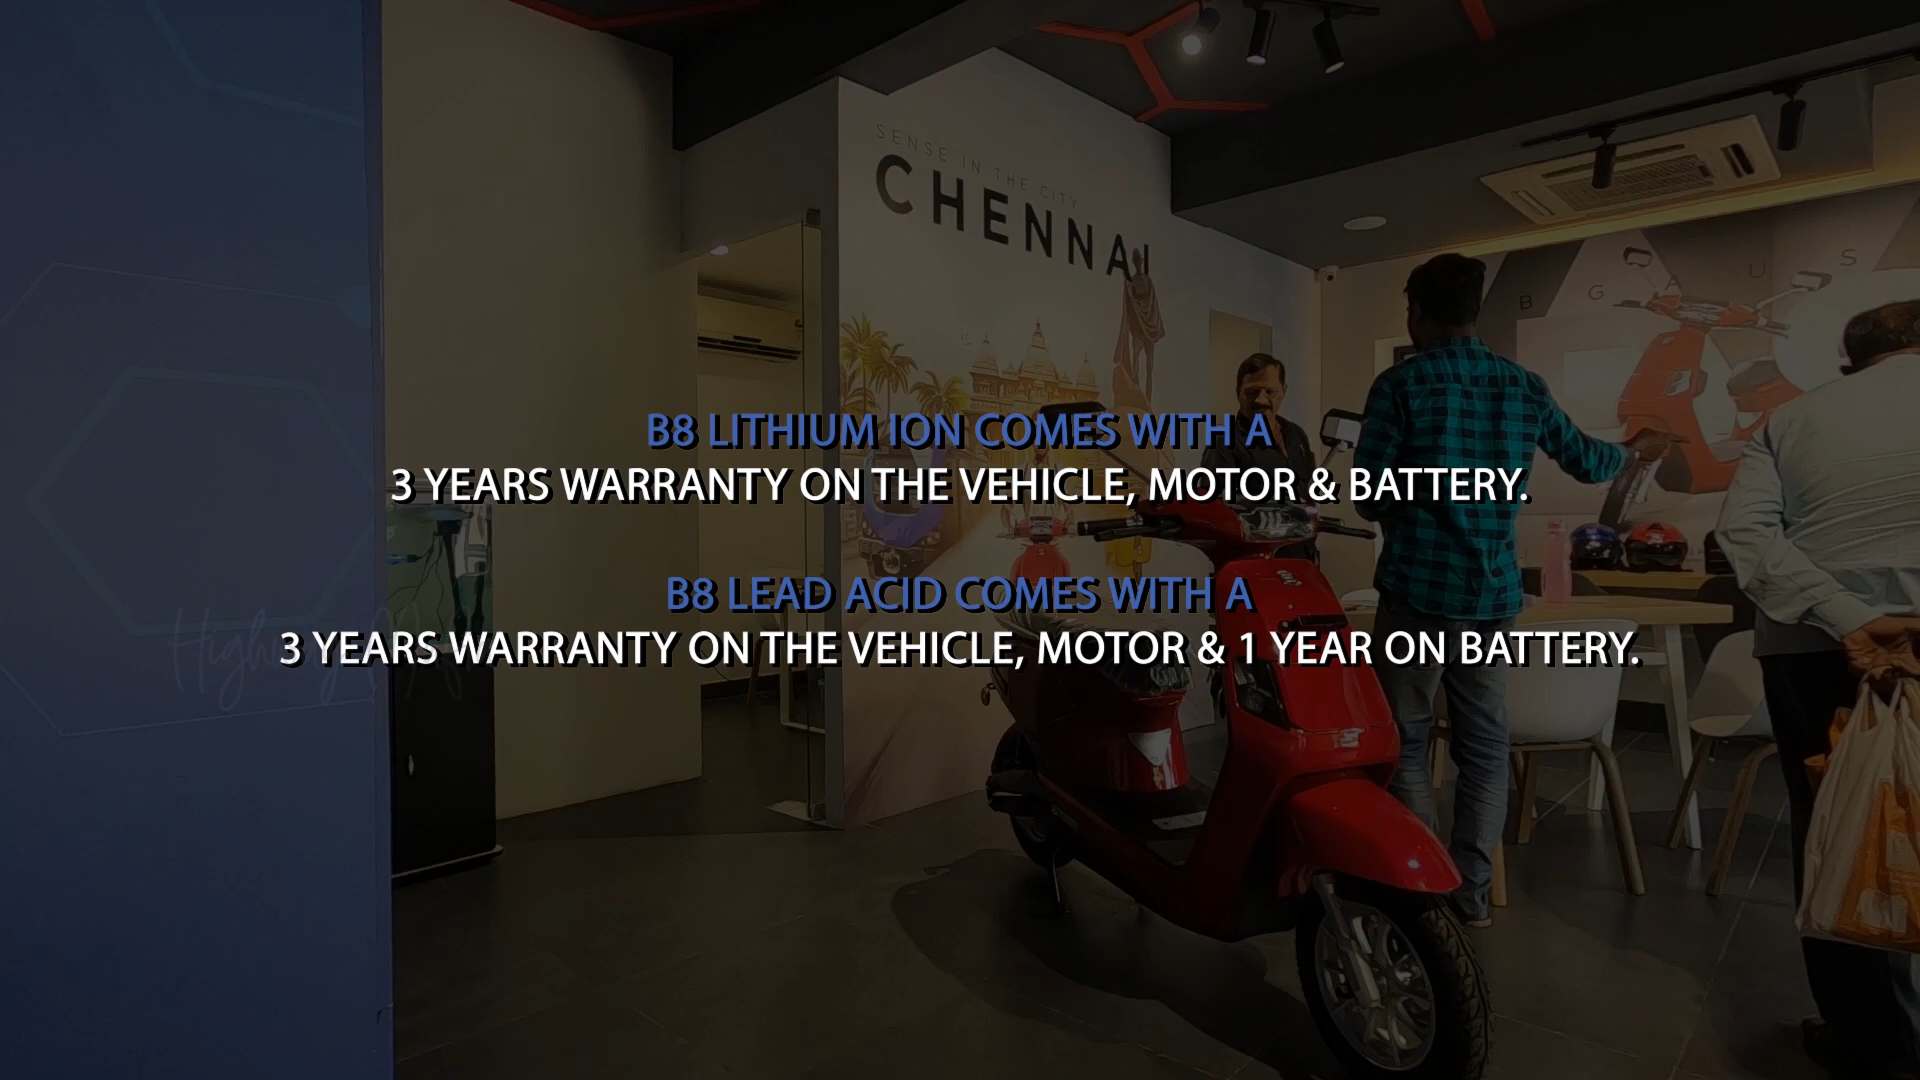 SENSE IN THE CITY
CHENNAI
BGAUSS
B8 LITHIUM ION COMES WITH A
3 YEARS WARRANTY ON THE VEHICLE, MOTOR & BATTERY.
B8 LEAD ACID COMES WITH A
3 YEARS WARRANTY ON THE VEHICLE, MOTOR & 1 YEAR ON BATTERY.